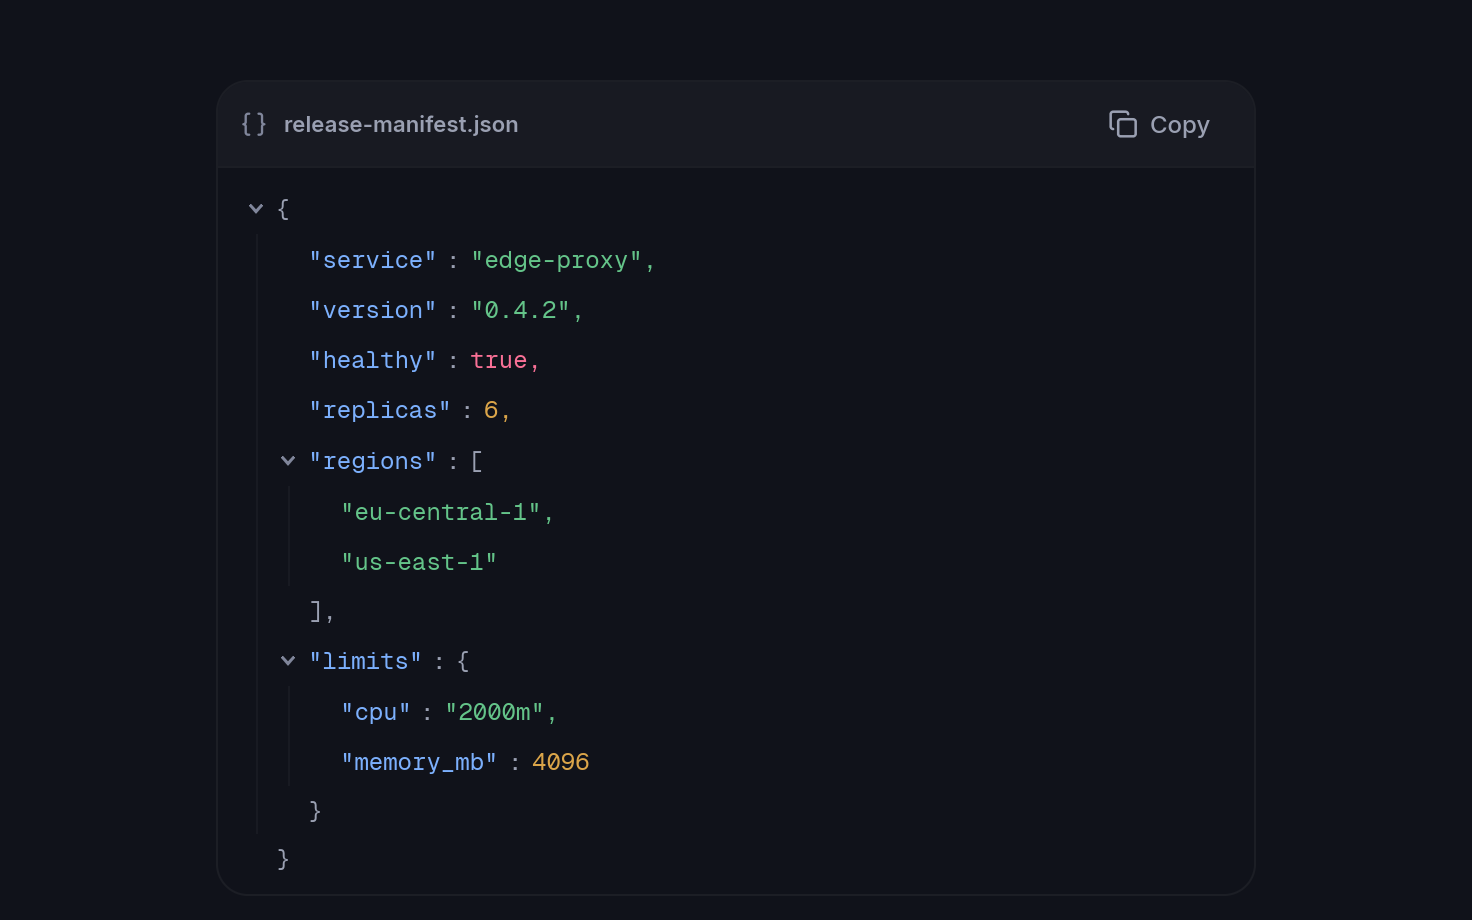 {} release-manifest.json Copy
{
"service" : "edge-proxy",
"version" : "0.4.2",
"healthy" : true,
"replicas" : 6,
"regions" : [
"eu-central-1",
"us-east-1"
],
"limits" : {
"cpu" : "2000m",
"memory_mb" : 4096
}
}